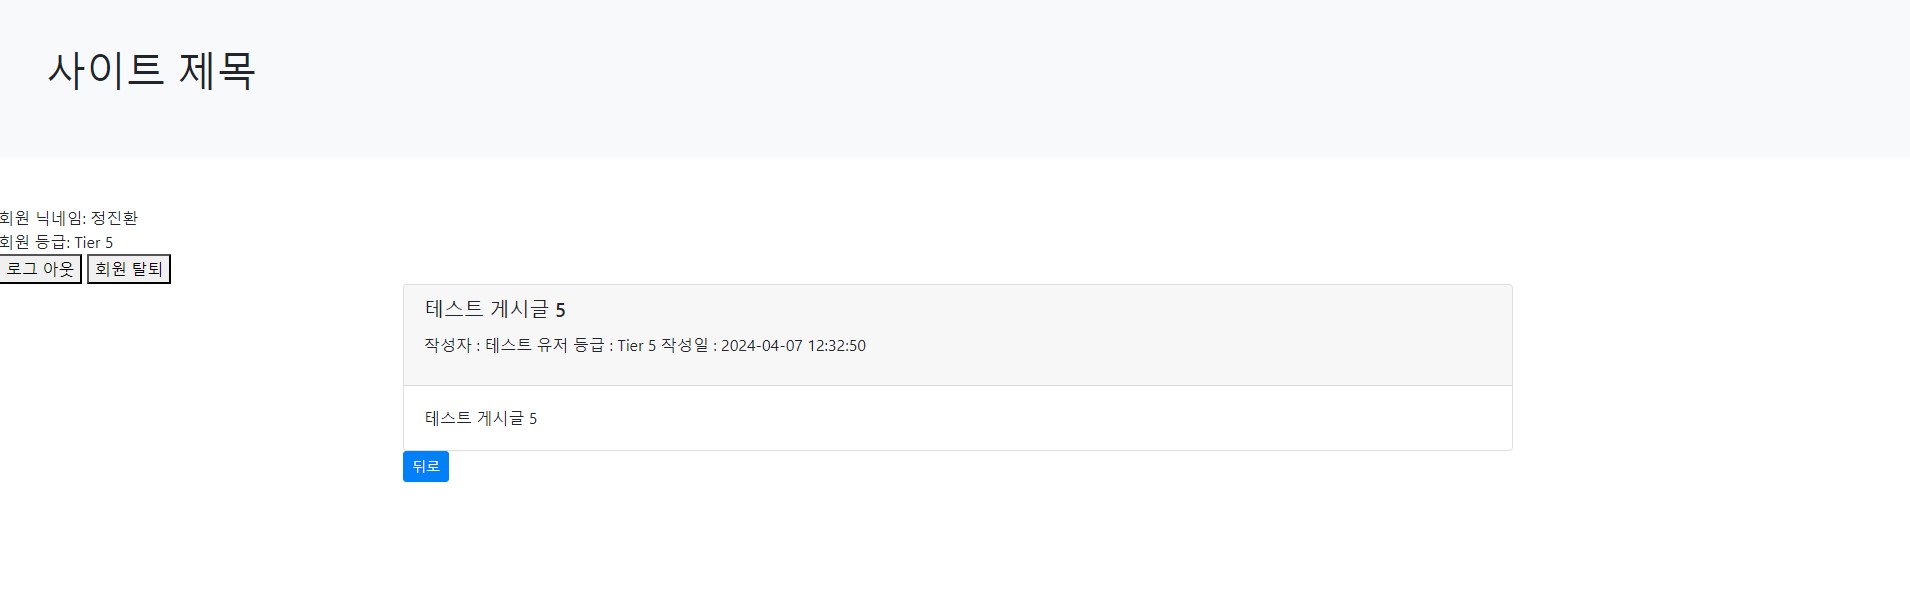 사이트 제목
회원 닉네임: 정진환
회원 등급: Tier 5
로그 아웃 회원 탈퇴
테스트 게시글 5
작성자 : 테스트 유저 등급 : Tier 5 작성일 : 2024-04-07 12:32:50
테스트 게시글 5
뒤로